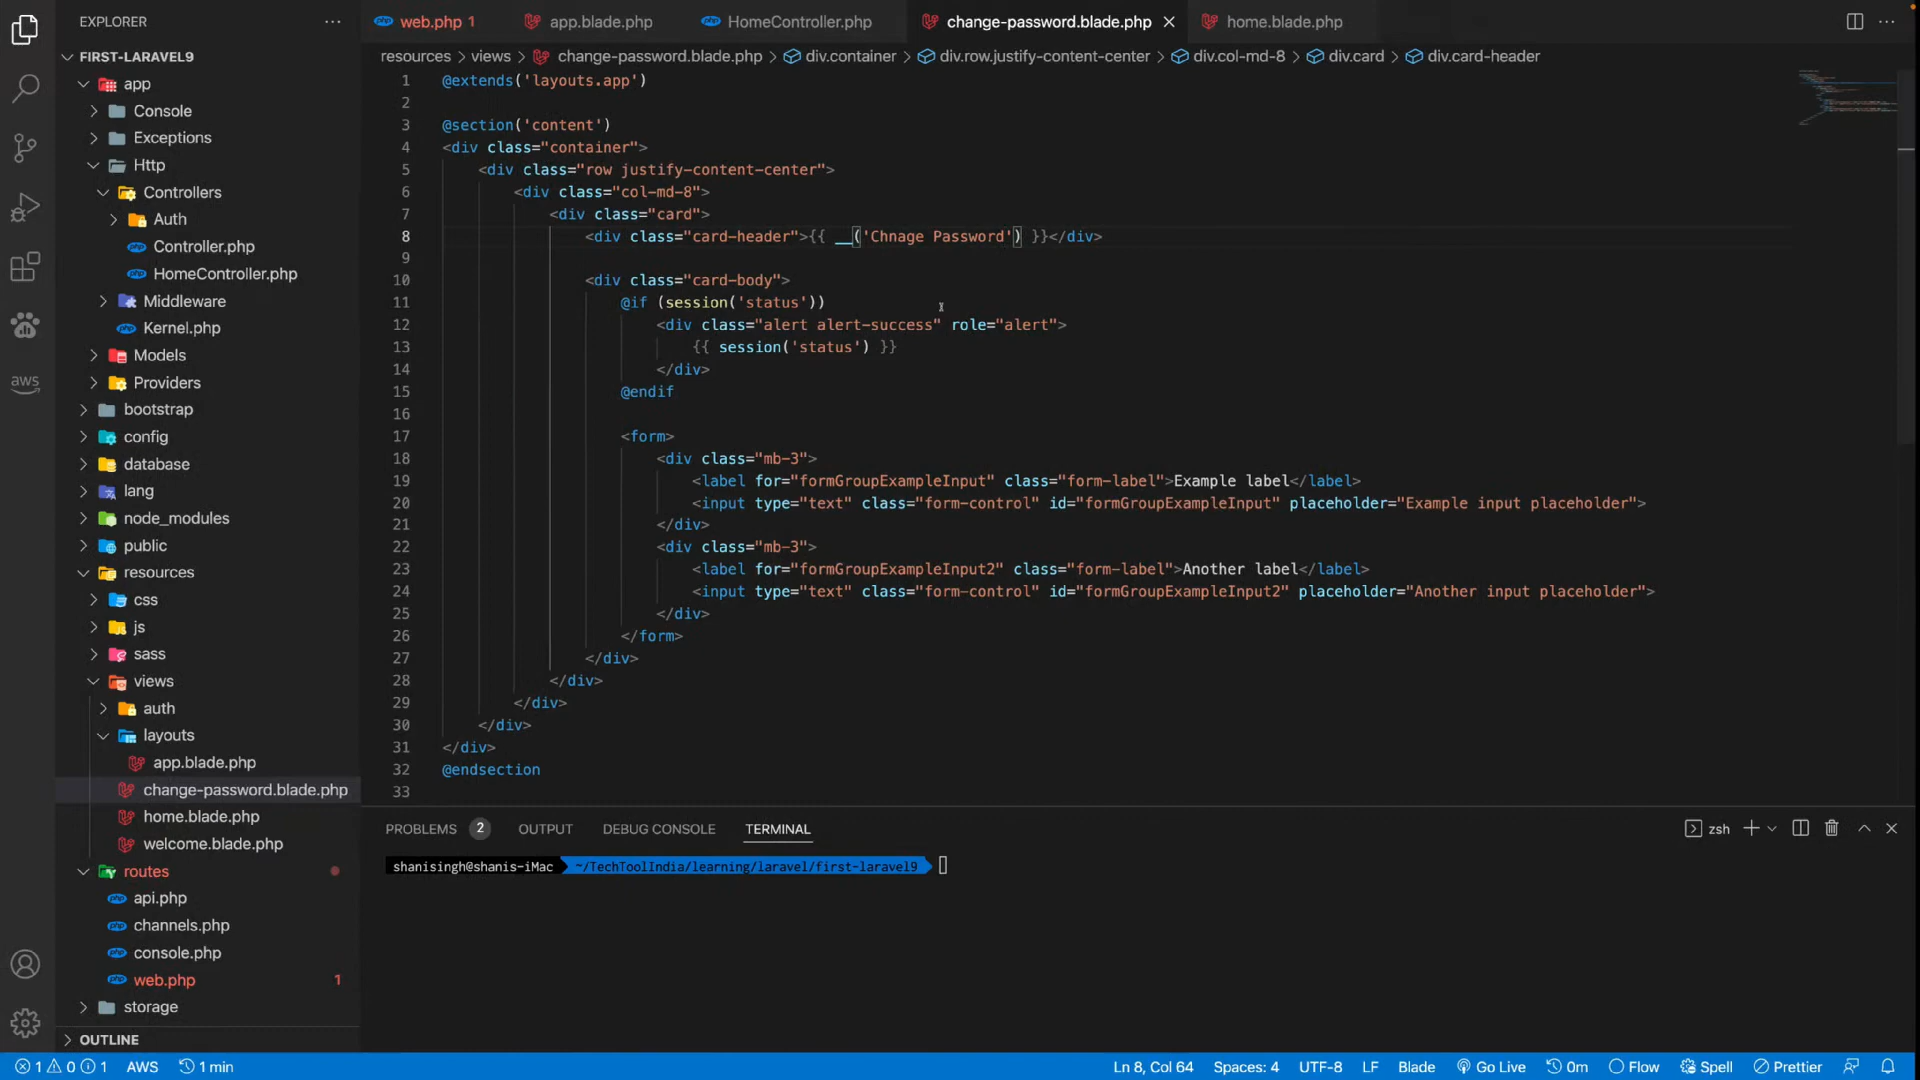 EXPLORER
FIRST-LARAVEL9
app
Console
Exceptions
Http
Controllers
Auth
Controller.php
HomeController.php
Middleware
Kernel.php
Models
Providers
bootstrap
config
database
lang
node_modules
public
resources
css
js
sass
views
auth
layouts
app.blade.php
change-password.blade.php
home.blade.php
welcome.blade.php
routes
api.php
channels.php
console.php
web.php 1
storage
OUTLINE
aws
web.php 1 app.blade.php HomeController.php change-password.blade.php home.blade.php
resources > views > change-password.blade.php > div.container > div.row.justify-content-center > div.col-md-8 > div.card > div.card-header
1 @extends('layouts.app')
2
3 @section('content')
4 <div class="container">
5 <div class="row justify-content-center">
6 <div class="col-md-8">
7 <div class="card">
8 <div class="card-header">{{ __('Chnage Password') }}</div>
9
10 <div class="card-body">
11 @if (session('status'))
12 <div class="alert alert-success" role="alert">
13 {{ session('status') }}
14 </div>
15 @endif
16
17 <form>
18 <div class="mb-3">
19 <label for="formGroupExampleInput" class="form-label">Example label</label>
20 <input type="text" class="form-control" id="formGroupExampleInput" placeholder="Example input placeholder">
21 </div>
22 <div class="mb-3">
23 <label for="formGroupExampleInput2" class="form-label">Another label</label>
24 <input type="text" class="form-control" id="formGroupExampleInput2" placeholder="Another input placeholder">
25 </div>
26 </form>
27 </div>
28 </div>
29 </div>
30 </div>
31 </div>
32 @endsection
33
PROBLEMS 2 OUTPUT DEBUG CONSOLE TERMINAL zsh
shanisingh@shanis-iMac ~/TechToolIndia/learning/laravel/first-laravel9
1 0 1 AWS 1 min Ln 8, Col 64 Spaces: 4 UTF-8 LF Blade Go Live 0m Flow Spell Prettier